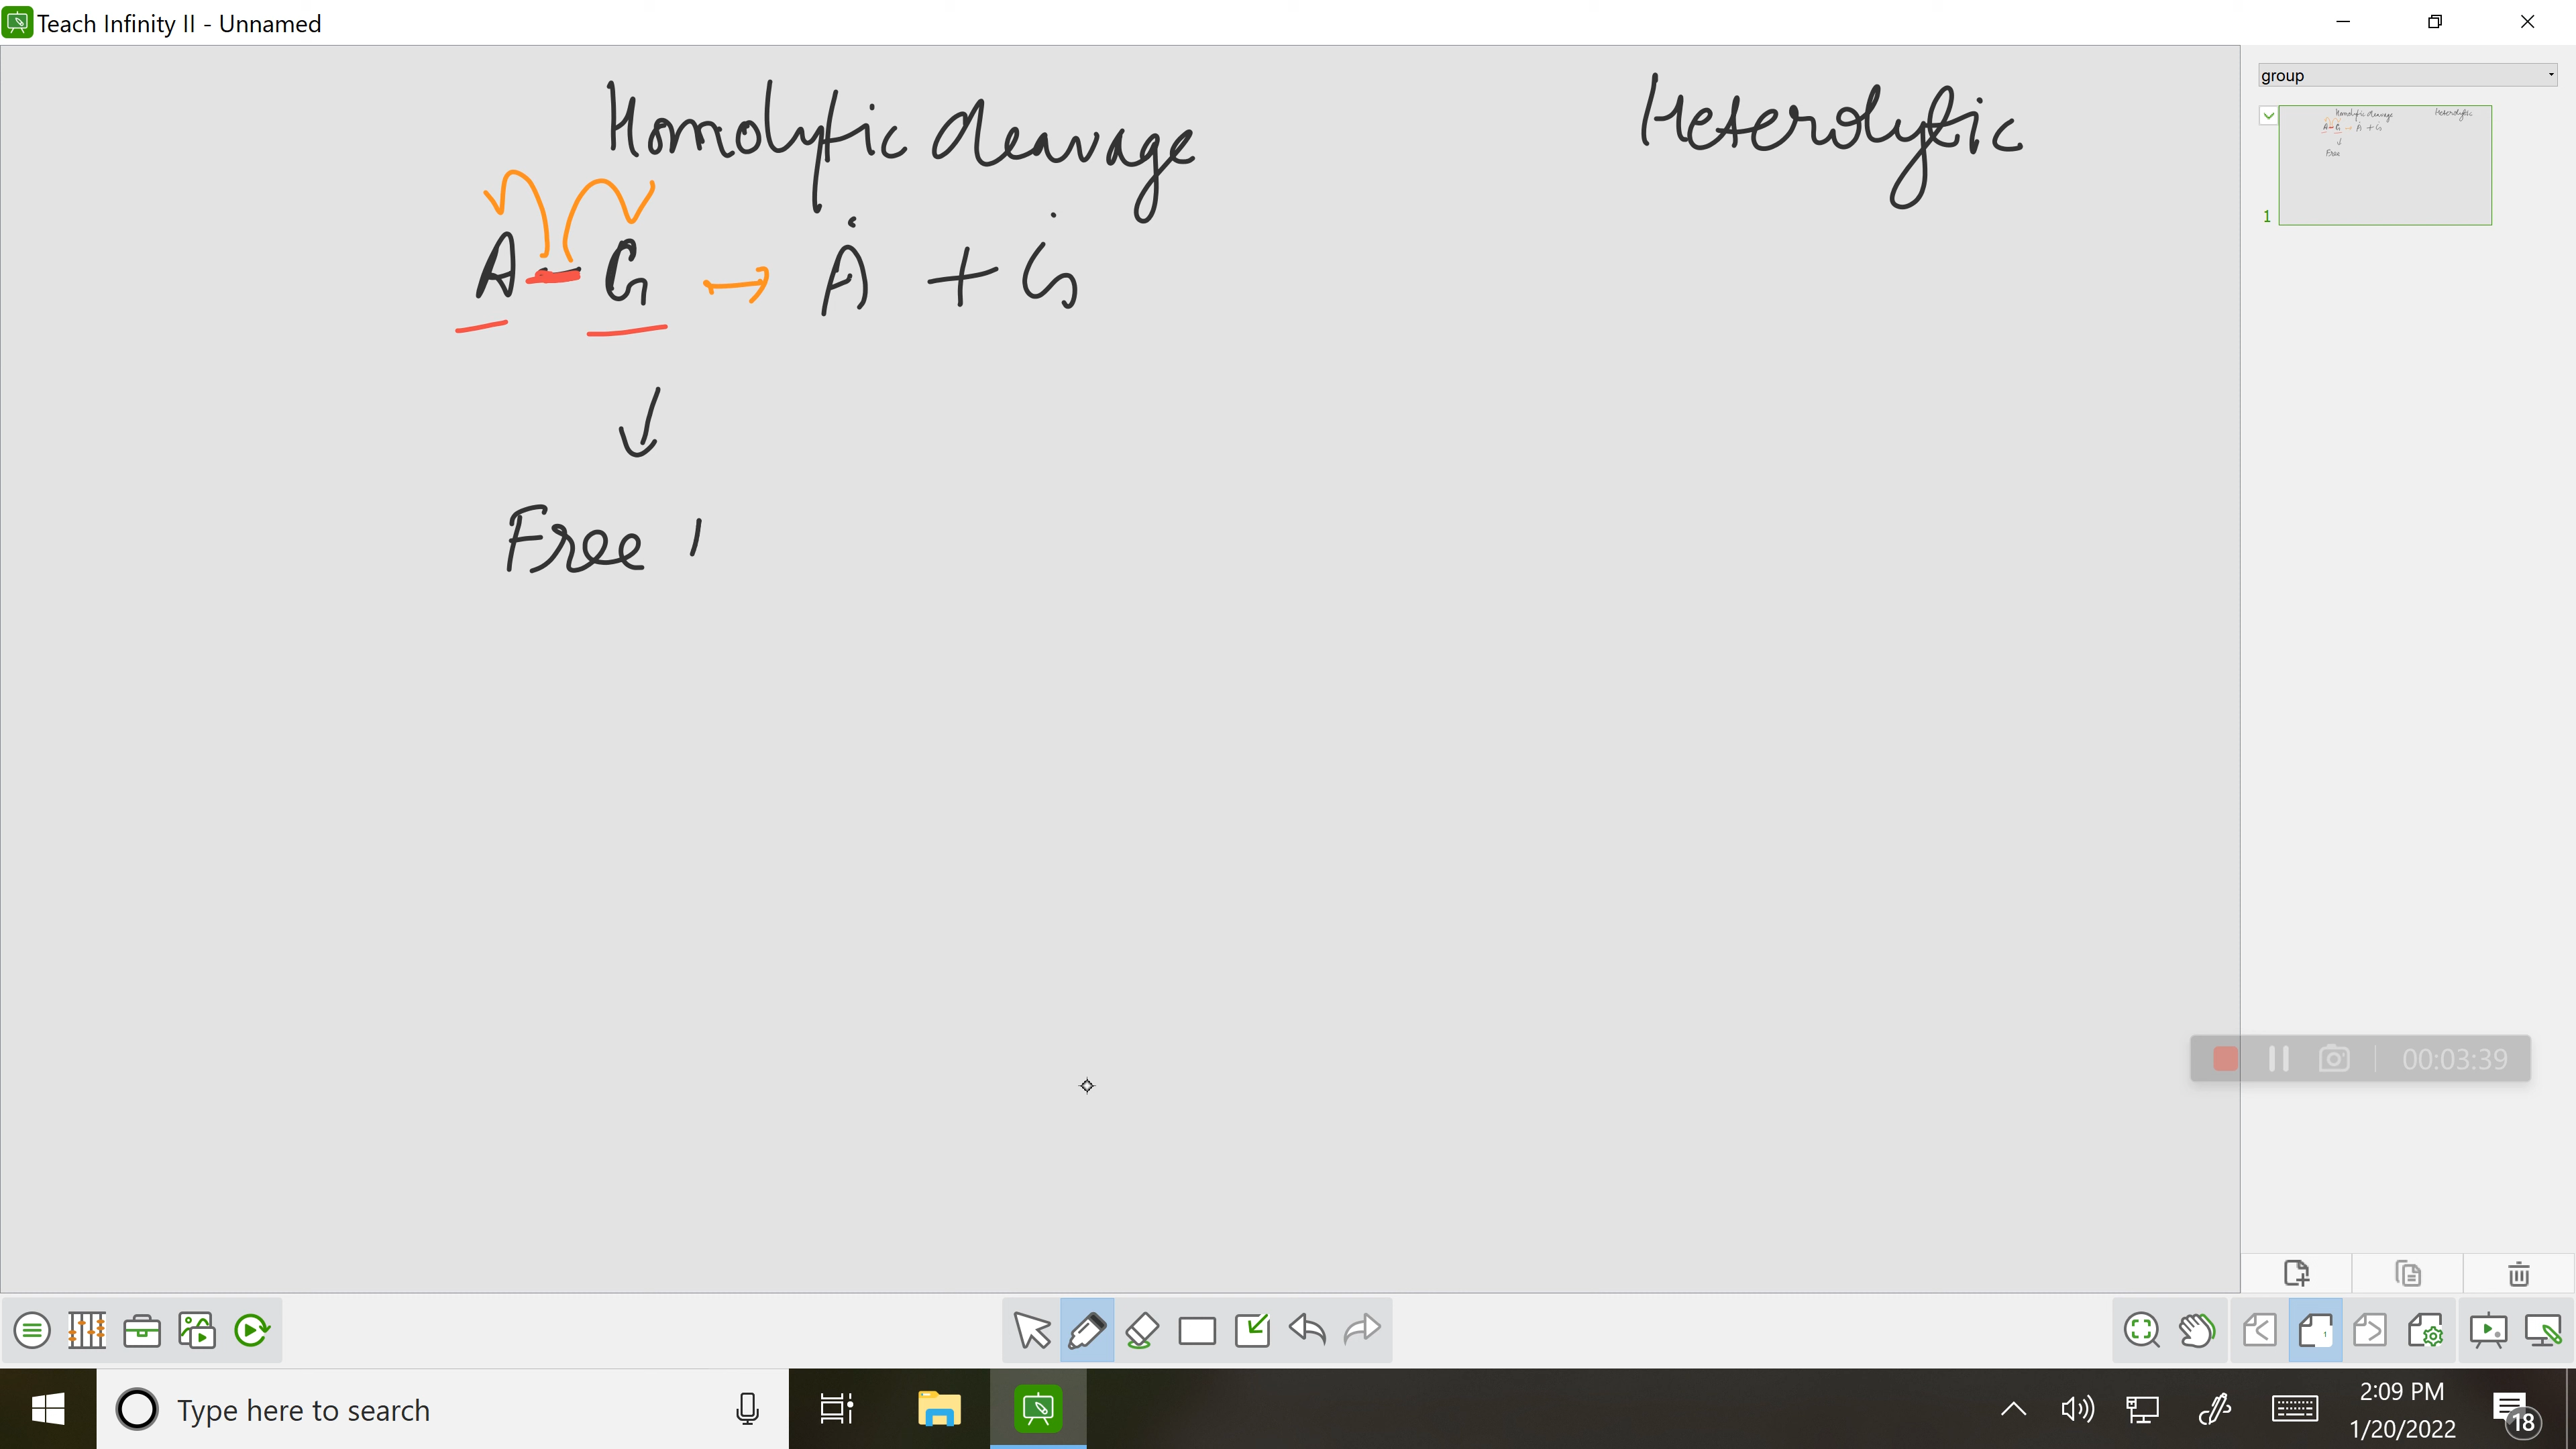 Teach Infinity II - Unnamed
group
Homolytic cleavage
Heterolytic
A - G → Ȧ + Ġ
↓
Free
1
00:03:39
Type here to search
2:09 PM
1/20/2022
18